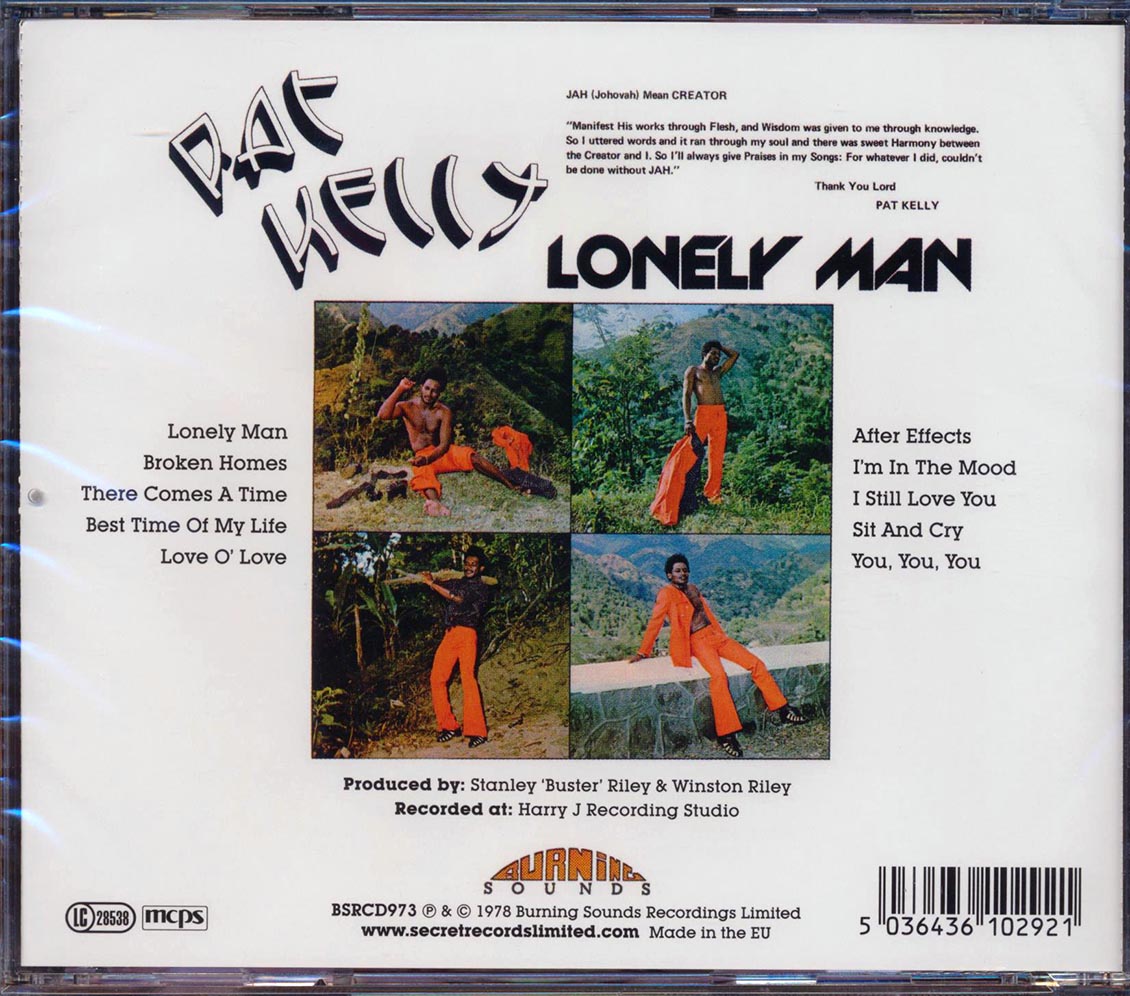 PAT
KELLY
JAH (Johovah) Mean CREATOR
"Manifest His works through Flesh, and Wisdom was given to me through knowledge.
So I uttered words and it ran through my soul and there was sweet Harmony between
the Creator and I. So I'll always give Praises in my Songs: For whatever I did, couldn't
be done without JAH."
Thank You Lord
PAT KELLY
LONELY MAN
Lonely Man
Broken Homes
There Comes A Time
Best Time Of My Life
Love O' Love
After Effects
I'm In The Mood
I Still Love You
Sit And Cry
You, You, You
Produced by: Stanley 'Buster' Riley & Winston Riley
Recorded at: Harry J Recording Studio
BURNING
SOUNDS
LC 28538
mcps
BSRCD973 ℗ & © 1978 Burning Sounds Recordings Limited
www.secretrecordslimited.com Made in the EU
5 036436 102921